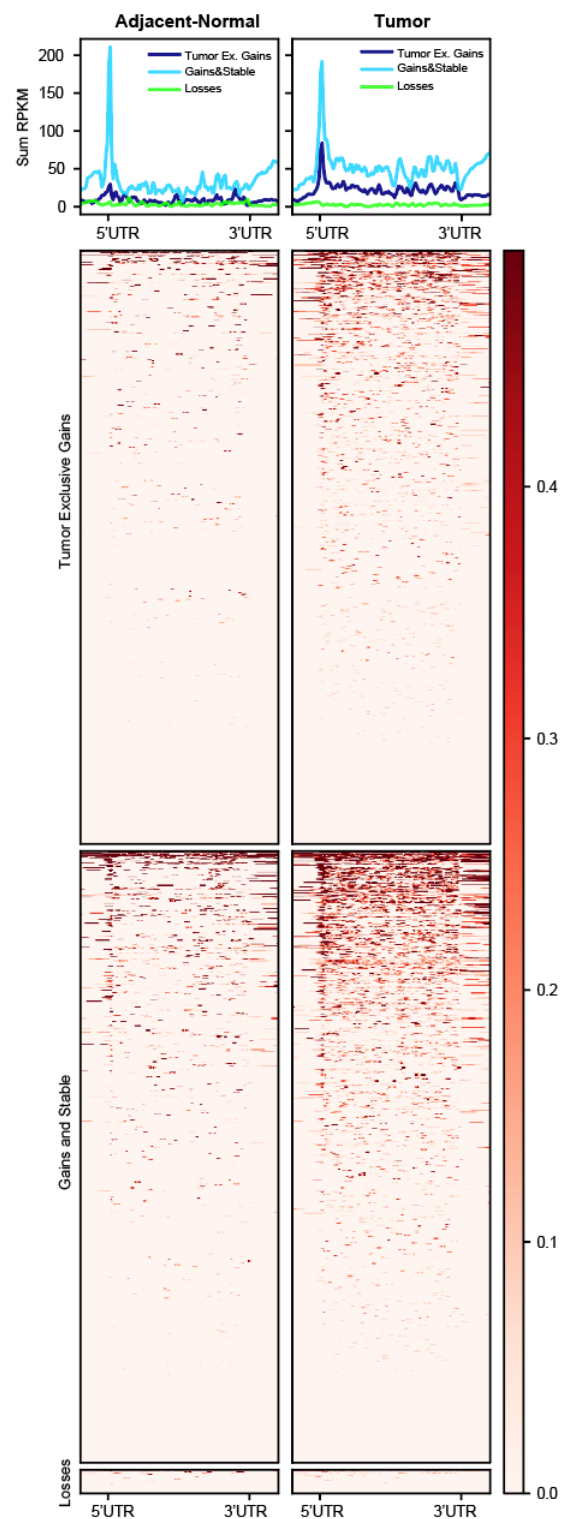 Adjacent-Normal
Tumor
Sum RPKM
200
150
100
50
0
Tumor Ex. Gains
Gains&Stable
Losses
Tumor Ex. Gains
Gains&Stable
Losses
5'UTR
3'UTR
5'UTR
3'UTR
Tumor Exclusive Gains
Gains and Stable
Losses
0.4
0.3
0.2
0.1
0.0
5'UTR
3'UTR
5'UTR
3'UTR